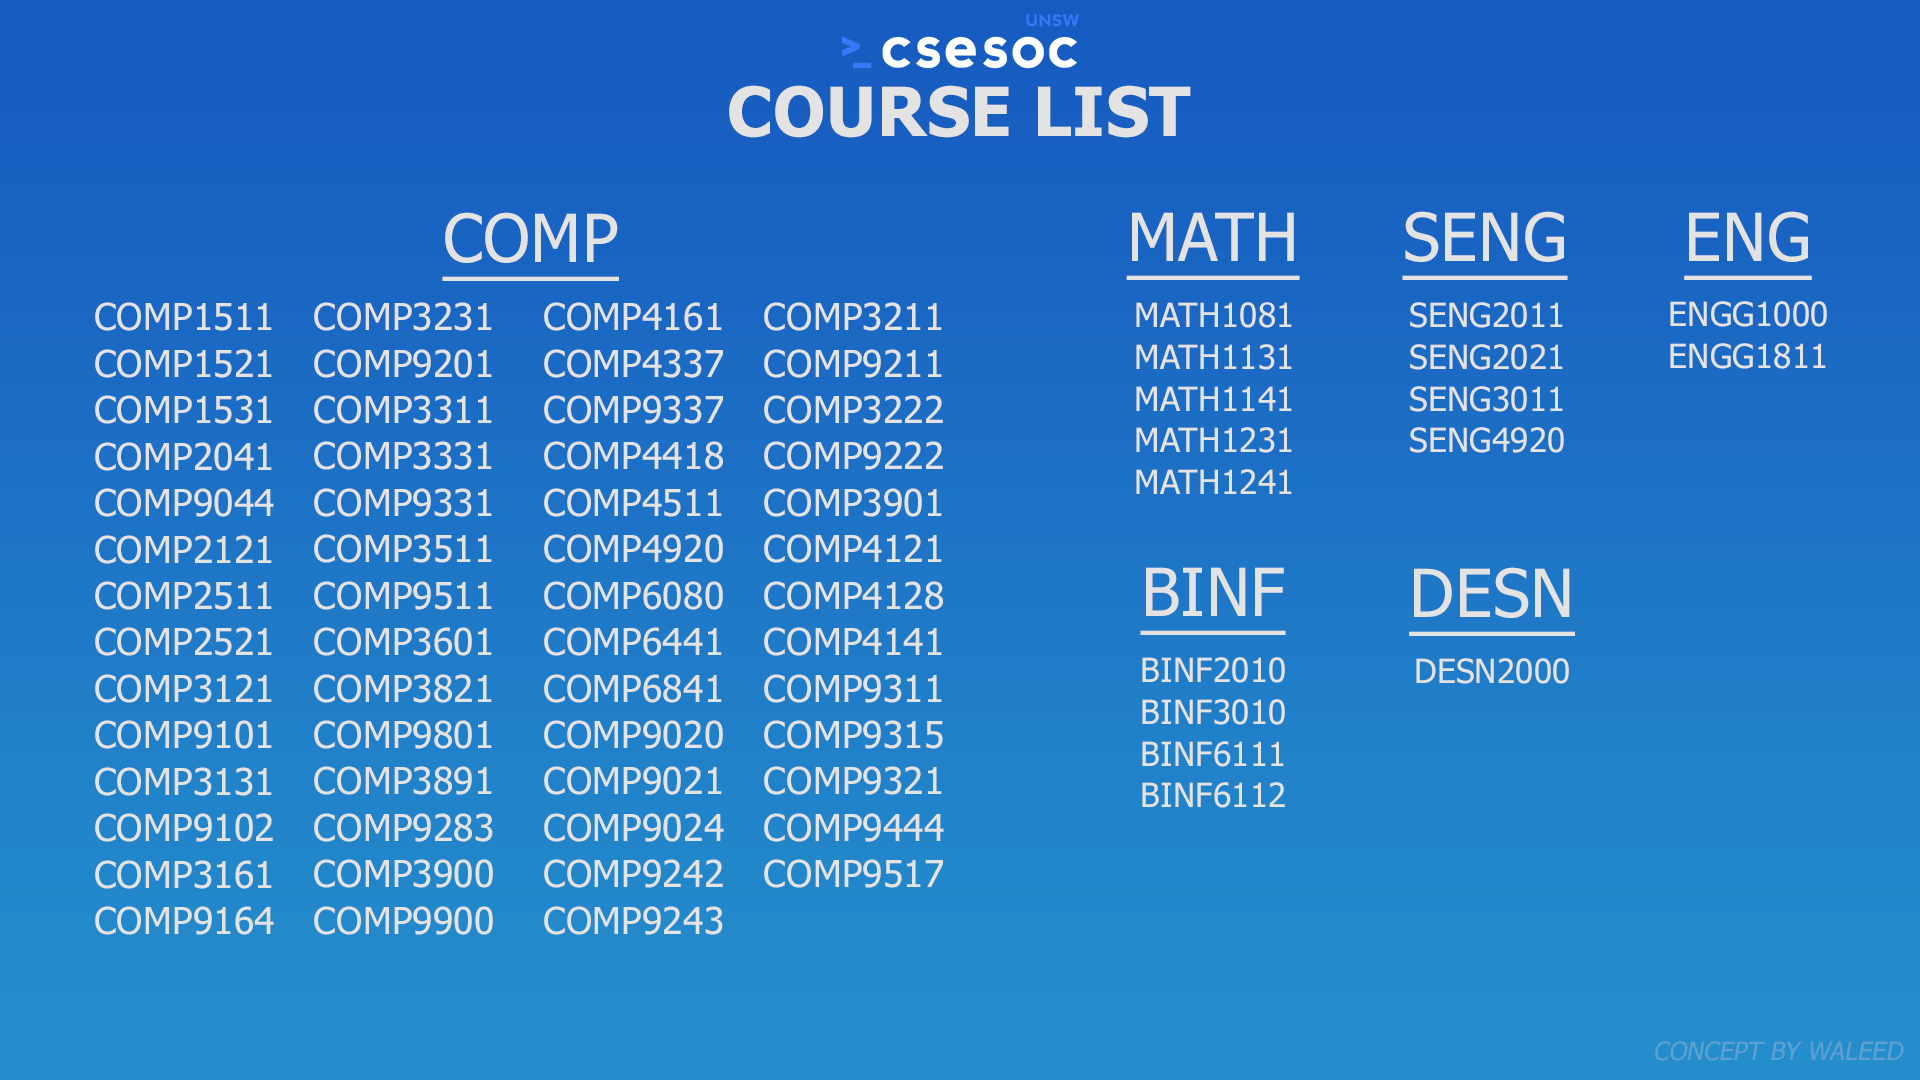 UNSW
>_ csesoc
COURSE LIST
COMP
COMP1511
COMP1521
COMP1531
COMP2041
COMP9044
COMP2121
COMP2511
COMP2521
COMP3121
COMP9101
COMP3131
COMP9102
COMP3161
COMP9164
COMP3231
COMP9201
COMP3311
COMP3331
COMP9331
COMP3511
COMP9511
COMP3601
COMP3821
COMP9801
COMP3891
COMP9283
COMP3900
COMP9900
COMP4161
COMP4337
COMP9337
COMP4418
COMP4511
COMP4920
COMP6080
COMP6441
COMP6841
COMP9020
COMP9021
COMP9024
COMP9242
COMP9243
COMP3211
COMP9211
COMP3222
COMP9222
COMP3901
COMP4121
COMP4128
COMP4141
COMP9311
COMP9315
COMP9321
COMP9444
COMP9517
MATH
MATH1081
MATH1131
MATH1141
MATH1231
MATH1241
SENG
SENG2011
SENG2021
SENG3011
SENG4920
ENG
ENGG1000
ENGG1811
BINF
BINF2010
BINF3010
BINF6111
BINF6112
DESN
DESN2000
CONCEPT BY WALEED